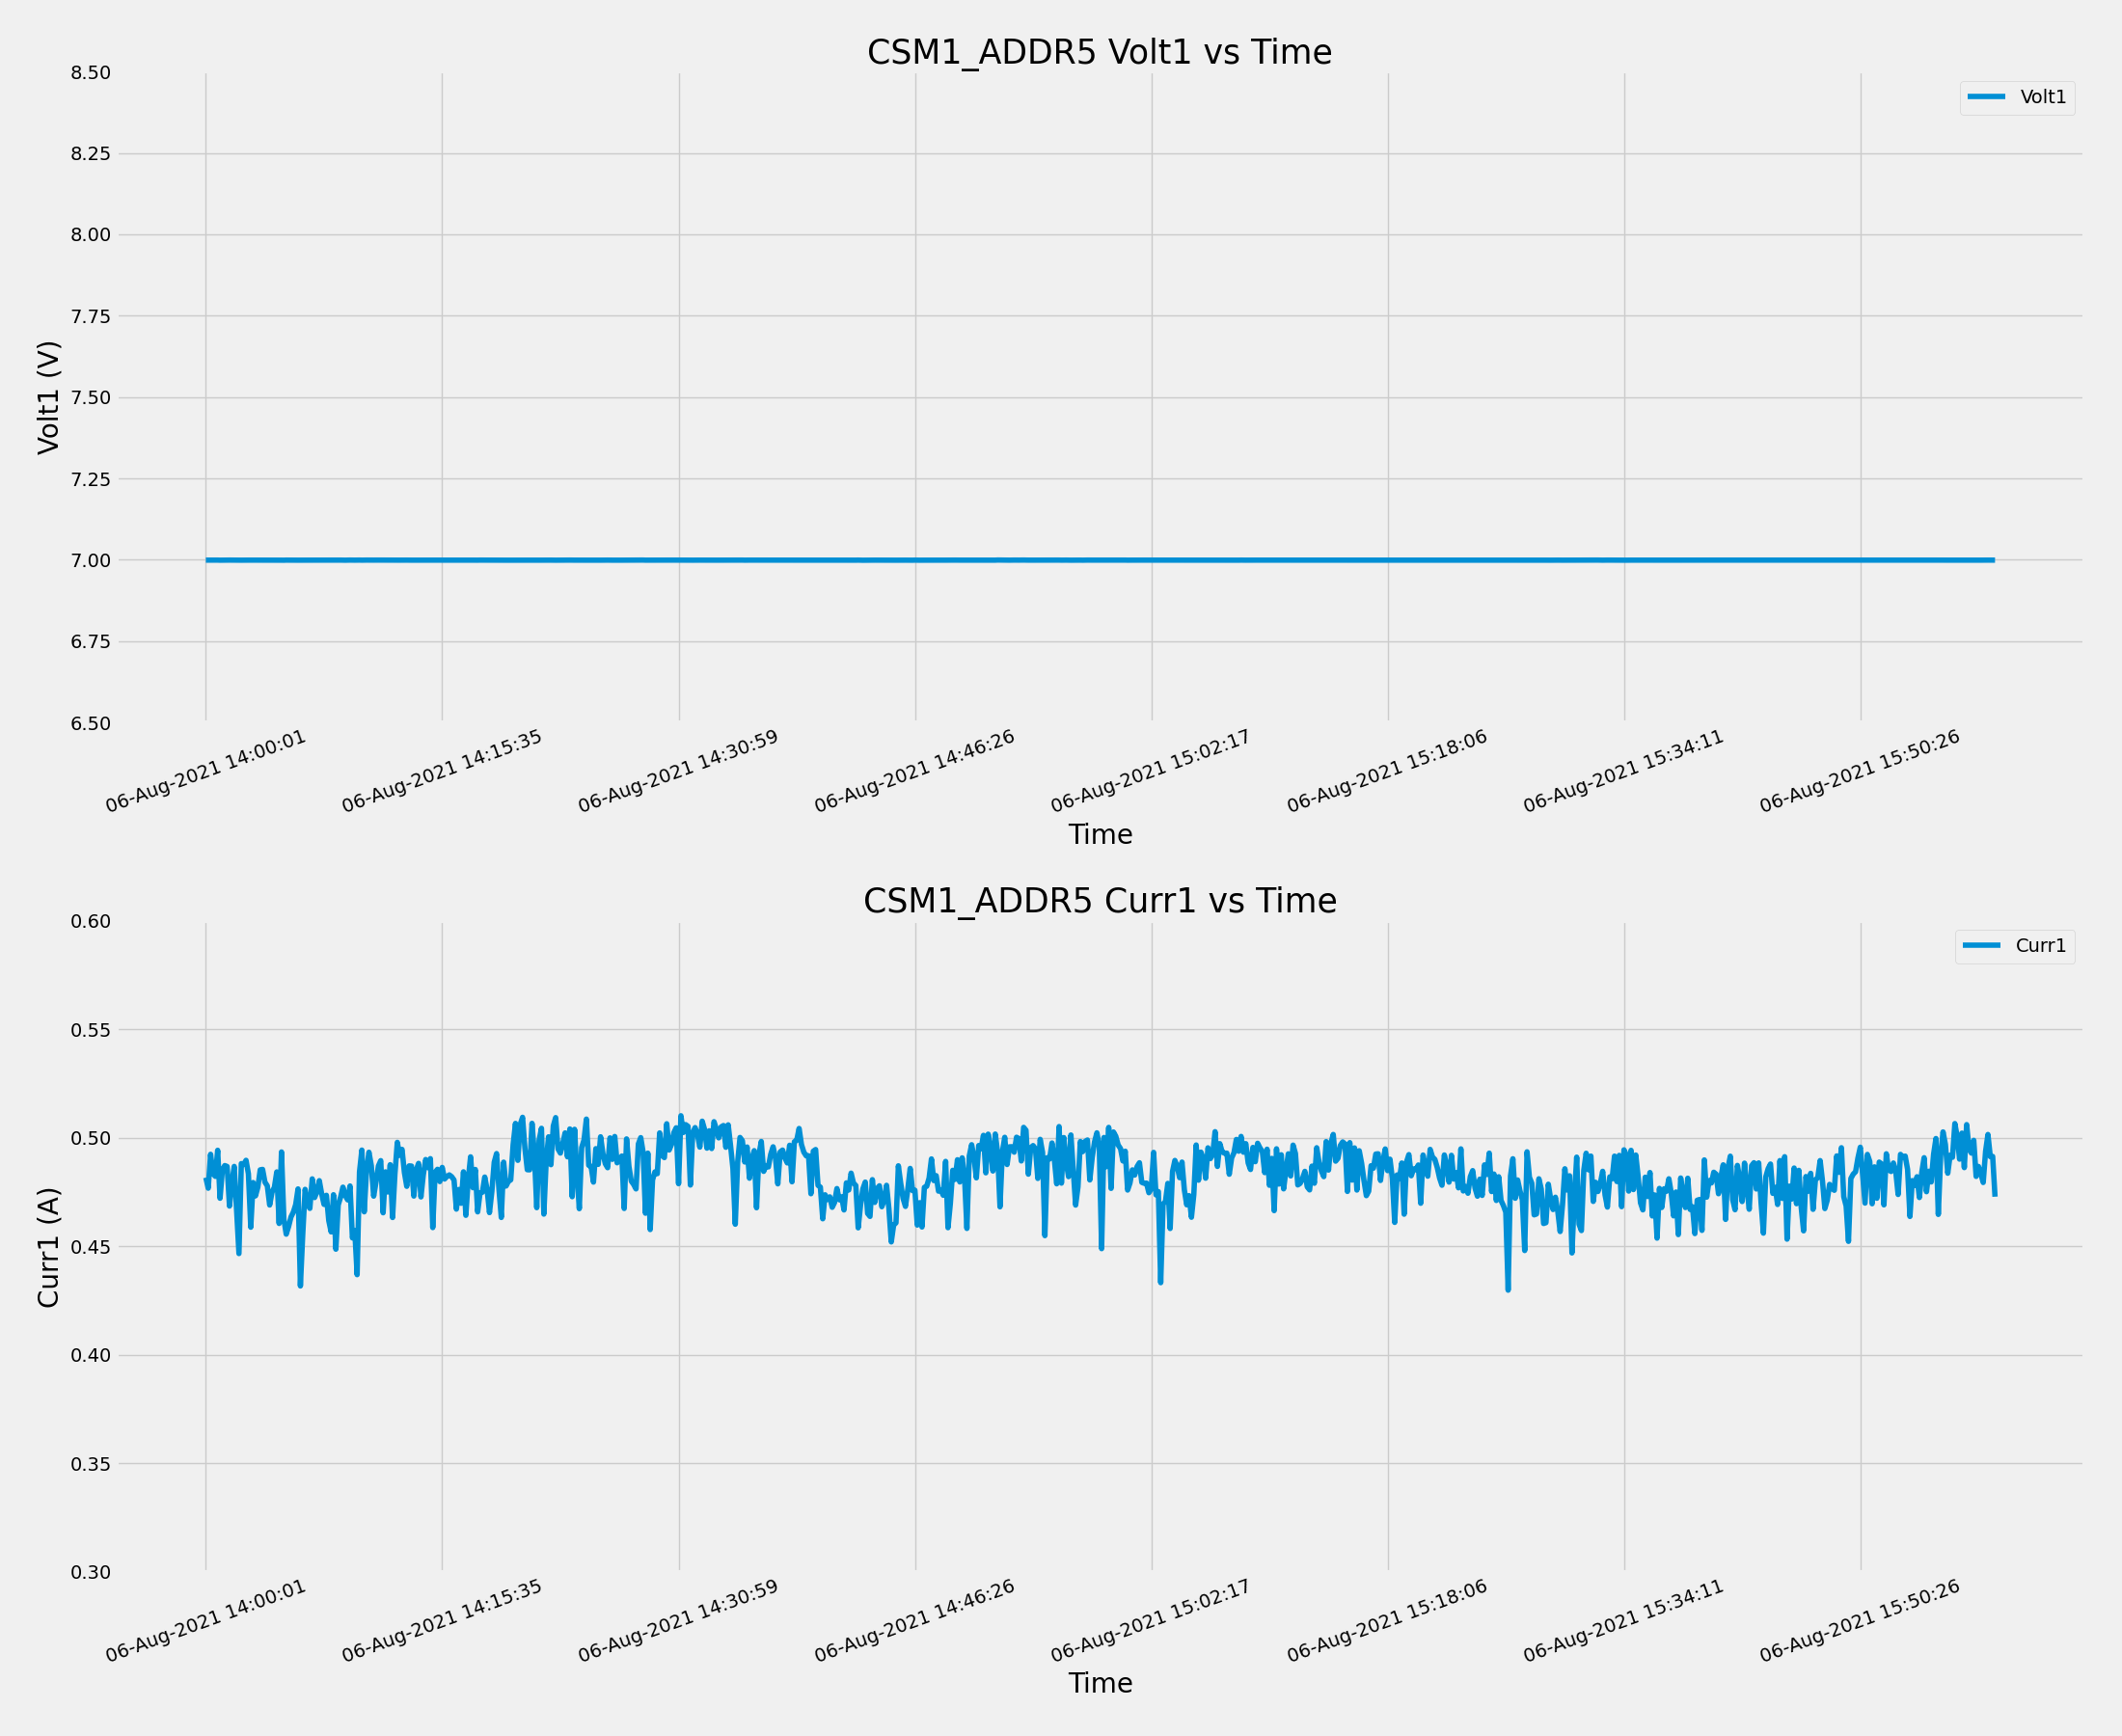 CSM1_ADDR5 Volt1 vs Time
8.50
8.25
8.00
7.75
7.50
7.25
7.00
6.75
6.50
Volt1 (V)
Volt1
06-Aug-2021 14:00:01
06-Aug-2021 14:15:35
06-Aug-2021 14:30:59
06-Aug-2021 14:46:26
06-Aug-2021 15:02:17
06-Aug-2021 15:18:06
06-Aug-2021 15:34:11
06-Aug-2021 15:50:26
Time
CSM1_ADDR5 Curr1 vs Time
0.60
0.55
0.50
0.45
0.40
0.35
0.30
Curr1 (A)
Curr1
06-Aug-2021 14:00:01
06-Aug-2021 14:15:35
06-Aug-2021 14:30:59
06-Aug-2021 14:46:26
06-Aug-2021 15:02:17
06-Aug-2021 15:18:06
06-Aug-2021 15:34:11
06-Aug-2021 15:50:26
Time